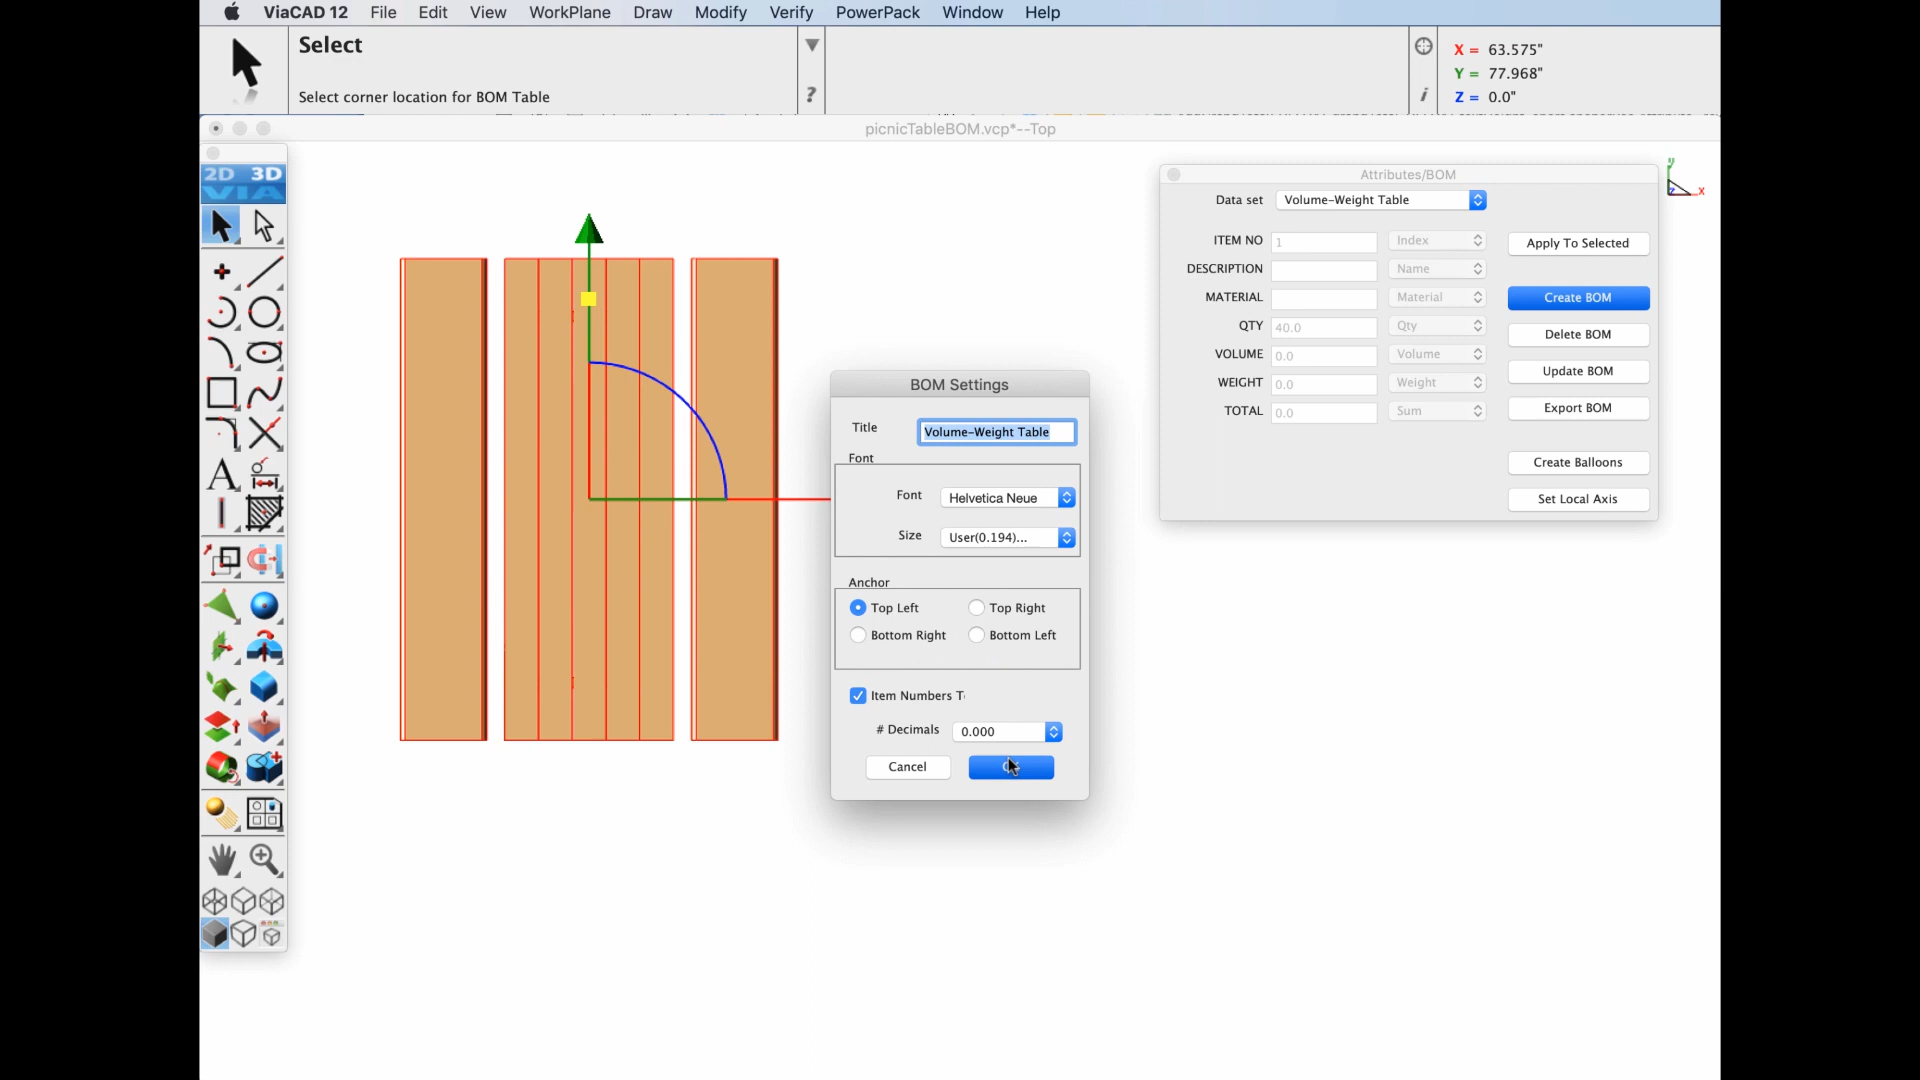 ViaCAD 12 File Edit View WorkPlane Draw Modify Verify PowerPack Window Help
Select
Select corner location for BOM Table
?
i
X = 63.575"
Y = 77.968"
Z = 0.0"
picnicTableBOM.vcp*--Top
2D 3D
VIA
A
y
z
x
Attributes/BOM
Data set Volume-Weight Table
ITEM NO 1 Index
DESCRIPTION Name
MATERIAL Material
QTY 40.0 Qty
VOLUME 0.0 Volume
WEIGHT 0.0 Weight
TOTAL 0.0 Sum
Apply To Selected
Create BOM
Delete BOM
Update BOM
Export BOM
Create Balloons
Set Local Axis
BOM Settings
Title Volume-Weight Table
Font
Font Helvetica Neue
Size User(0.194)...
Anchor
Top Left Top Right
Bottom Right Bottom Left
Item Numbers T
# Decimals 0.000
Cancel